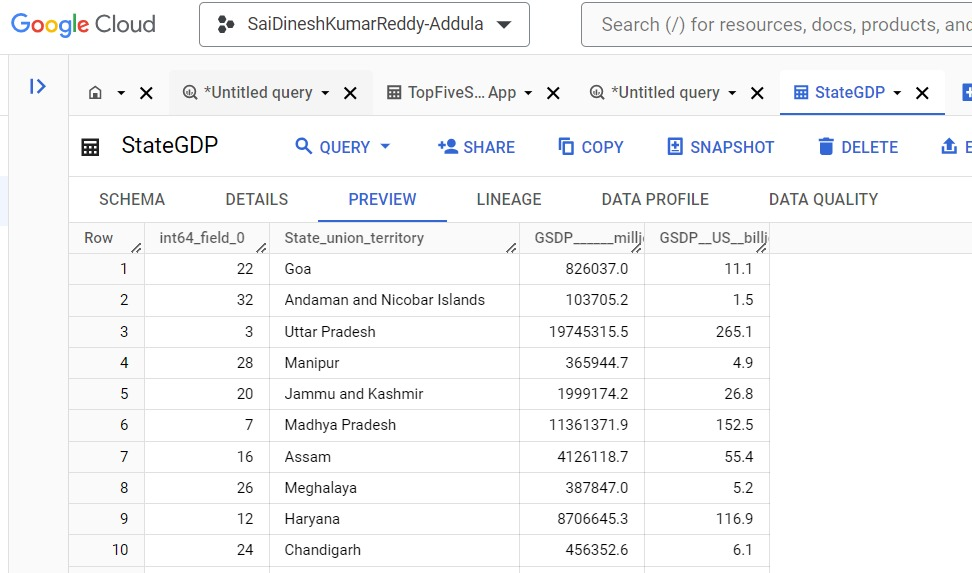 Google Cloud
SaiDineshKumarReddy-Addula
Search (/) for resources, docs, products, and
*Untitled query
TopFiveS... App
*Untitled query
StateGDP
StateGDP
QUERY
SHARE
COPY
SNAPSHOT
DELETE
E
SCHEMA DETAILS PREVIEW LINEAGE DATA PROFILE DATA QUALITY
Row int64_field_0 State_union_territory GSDP______milli GSDP__US__billi
1 22 Goa 826037.0 11.1
2 32 Andaman and Nicobar Islands 103705.2 1.5
3 3 Uttar Pradesh 19745315.5 265.1
4 28 Manipur 365944.7 4.9
5 20 Jammu and Kashmir 1999174.2 26.8
6 7 Madhya Pradesh 11361371.9 152.5
7 16 Assam 4126118.7 55.4
8 26 Meghalaya 387847.0 5.2
9 12 Haryana 8706645.3 116.9
10 24 Chandigarh 456352.6 6.1